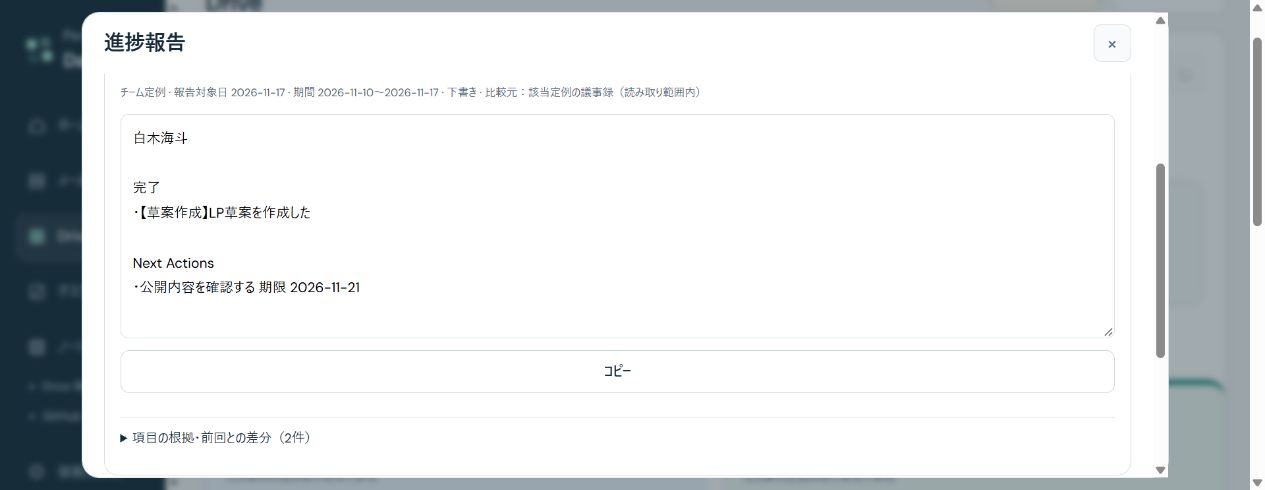 進捗報告
×
チーム定例・報告対象日 2026-11-17・期間 2026-11-10〜2026-11-17・下書き・比較元：該当定例の議事録（読み取り範囲内）
白木海斗
完了
・【草案作成】LP草案を作成した
Next Actions
・公開内容を確認する 期限 2026-11-21
コピー
▶ 項目の根拠・前回との差分（2件）